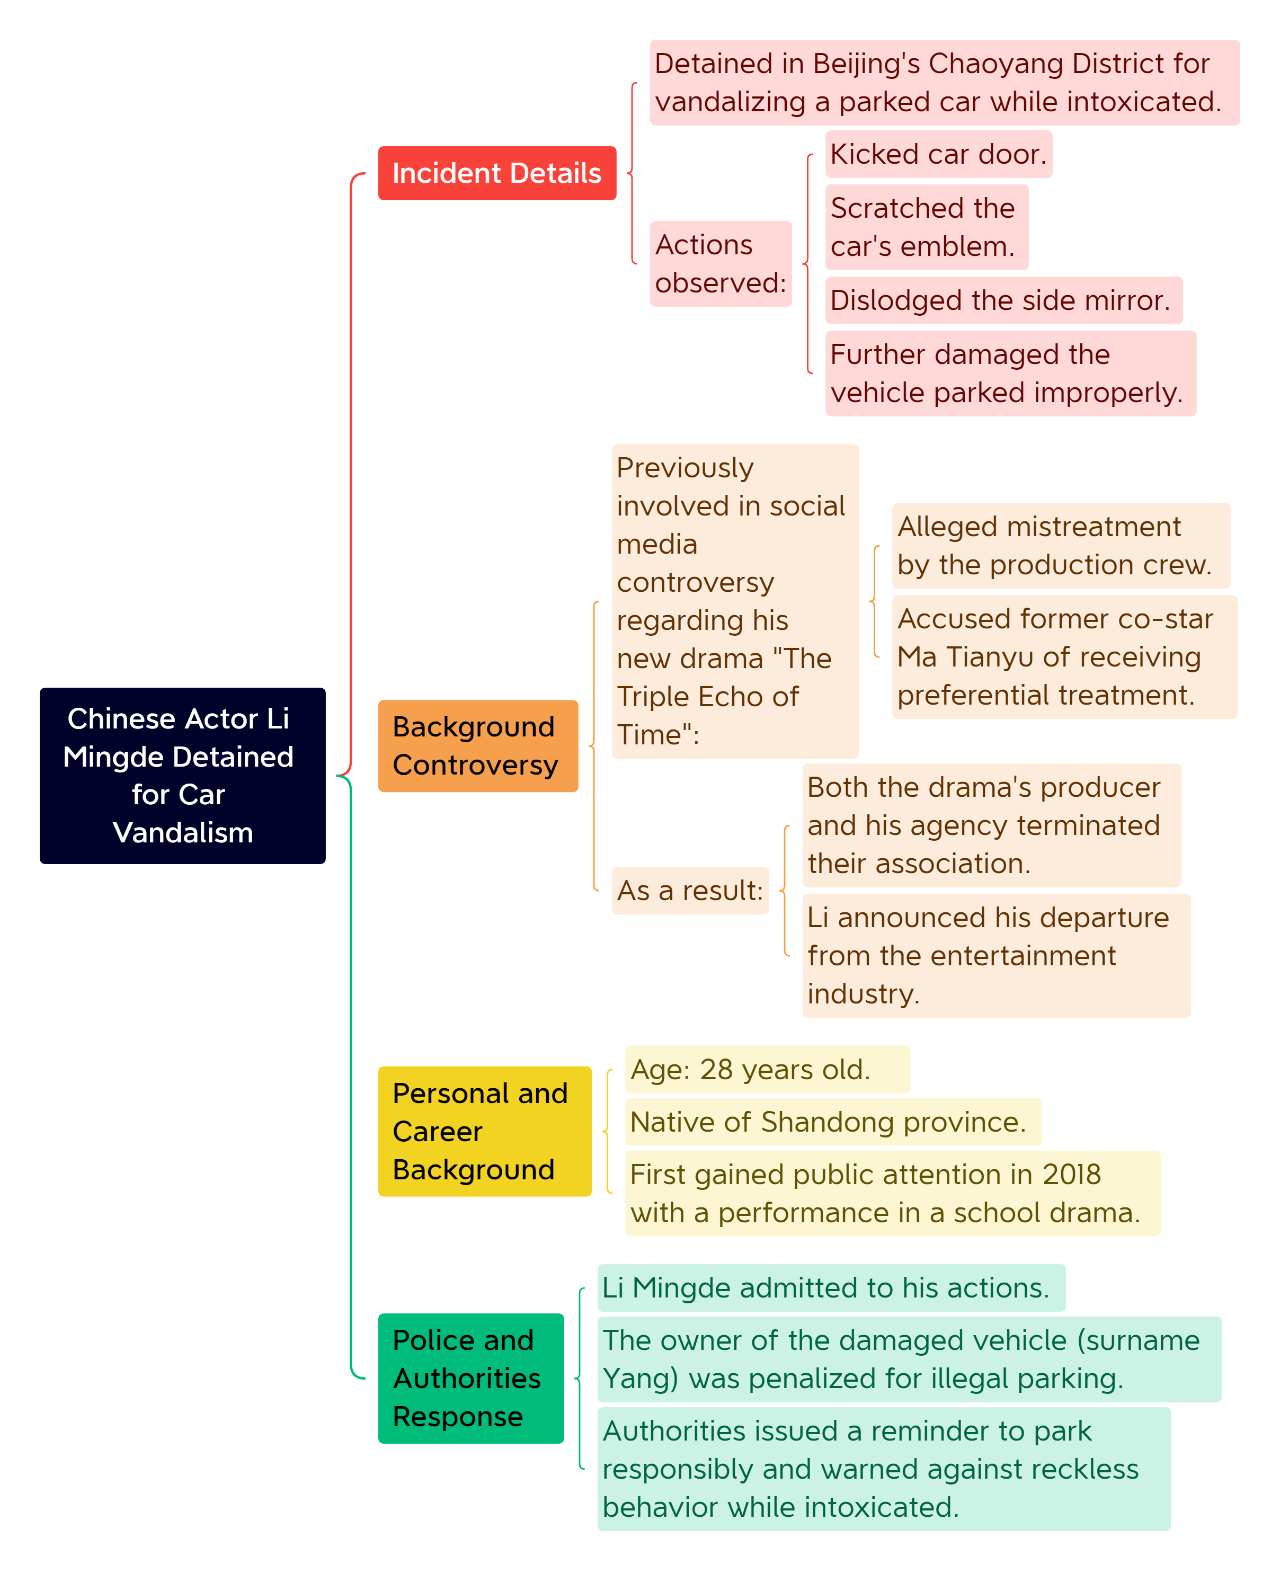 Chinese Actor Li
Mingde Detained
for Car
Vandalism
Incident Details
Detained in Beijing's Chaoyang District for
vandalizing a parked car while intoxicated.
Actions
observed:
Kicked car door.
Scratched the
car's emblem.
Dislodged the side mirror.
Further damaged the
vehicle parked improperly.
Background
Controversy
Previously
involved in social
media
controversy
regarding his
new drama "The
Triple Echo of
Time":
Alleged mistreatment
by the production crew.
Accused former co-star
Ma Tianyu of receiving
preferential treatment.
As a result:
Both the drama's producer
and his agency terminated
their association.
Li announced his departure
from the entertainment
industry.
Personal and
Career
Background
Age: 28 years old.
Native of Shandong province.
First gained public attention in 2018
with a performance in a school drama.
Police and
Authorities
Response
Li Mingde admitted to his actions.
The owner of the damaged vehicle (surname
Yang) was penalized for illegal parking.
Authorities issued a reminder to park
responsibly and warned against reckless
behavior while intoxicated.